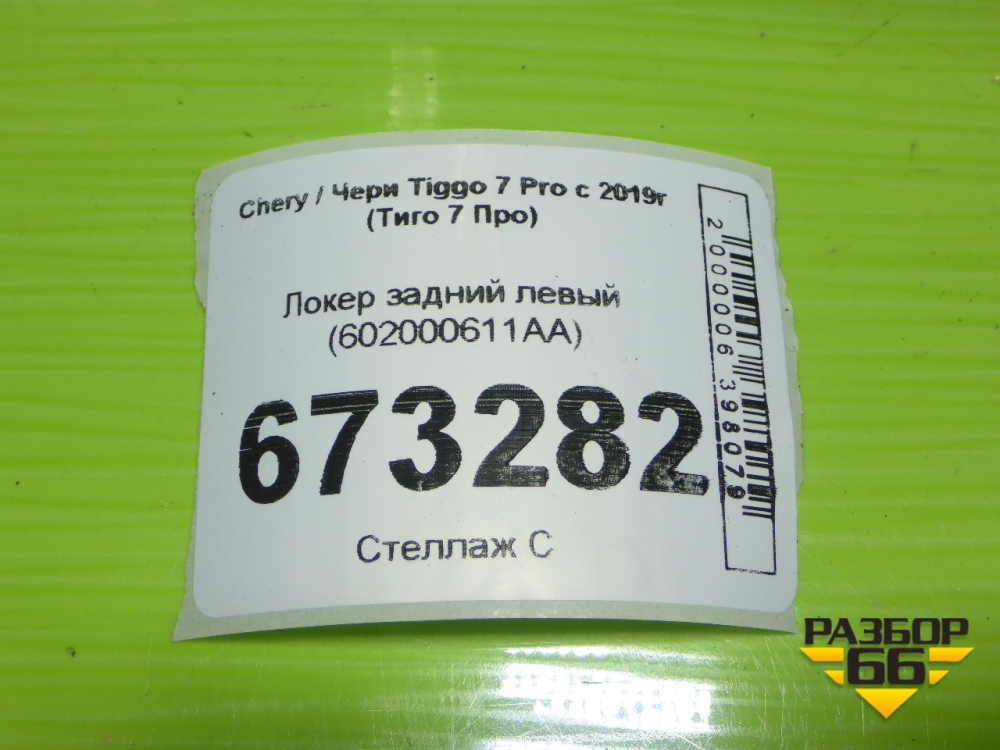 Chery / Чери Tiggo 7 Pro с 2019г
(Тиго 7 Про)
Локер задний левый
(602000611AA)
673282
Стеллаж С
2000006398079
РАЗБОР
66